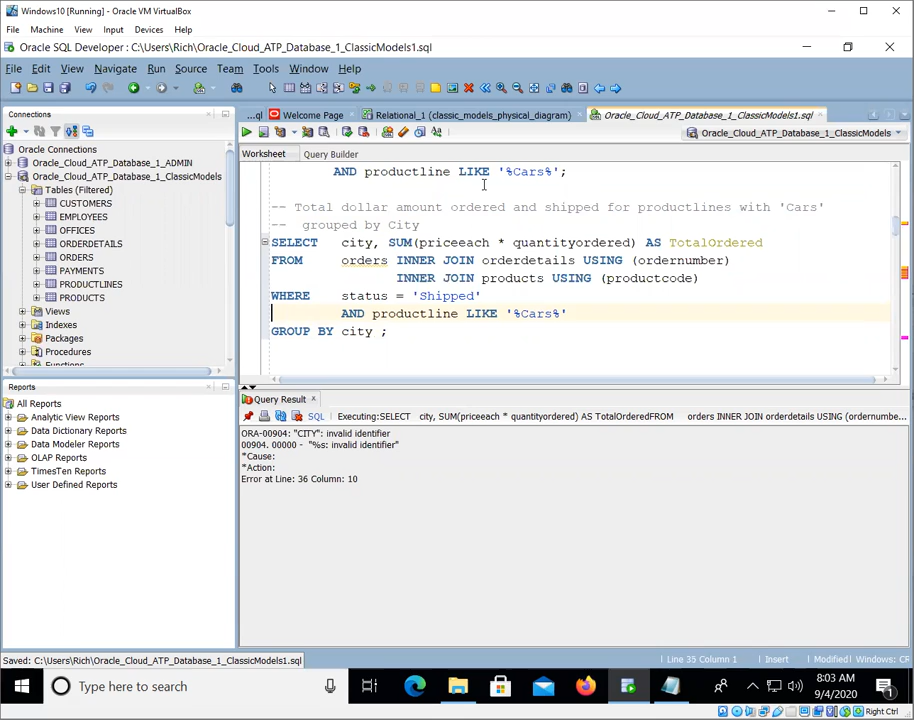 Windows10 [Running] - Oracle VM VirtualBox
File Machine View Input Devices Help
Oracle SQL Developer : C:\Users\Rich\Oracle_Cloud_ATP_Database_1_ClassicModels1.sql
File Edit View Navigate Run Source Team Tools Window Help
Connections
...ql Welcome Page Relational_1 (classic_models_physical_diagram) Oracle_Cloud_ATP_Database_1_ClassicModels1.sql
Oracle_Cloud_ATP_Database_1_ClassicModels
Oracle Connections
Oracle_Cloud_ATP_Database_1_ADMIN
Oracle_Cloud_ATP_Database_1_ClassicModels
Tables (Filtered)
CUSTOMERS
EMPLOYEES
OFFICES
ORDERDETAILS
ORDERS
PAYMENTS
PRODUCTLINES
PRODUCTS
Views
Indexes
Packages
Procedures
Functions
Worksheet Query Builder
AND productline LIKE '%Cars%';
-- Total dollar amount ordered and shipped for productlines with 'Cars'
-- grouped by City
SELECT city, SUM(priceeach * quantityordered) AS TotalOrdered
FROM orders INNER JOIN orderdetails USING (ordernumber)
INNER JOIN products USING (productcode)
WHERE status = 'Shipped'
AND productline LIKE '%Cars%'
GROUP BY city ;
Reports
All Reports
Analytic View Reports
Data Dictionary Reports
Data Modeler Reports
OLAP Reports
TimesTen Reports
User Defined Reports
Query Result
SQL Executing:SELECT city, SUM(priceeach * quantityordered) AS TotalOrderedFROM orders INNER JOIN orderdetails USING (ordernumbe...
ORA-00904: "CITY": invalid identifier
00904. 00000 - "%s: invalid identifier"
*Cause:
*Action:
Error at Line: 36 Column: 10
Saved: C:\Users\Rich\Oracle_Cloud_ATP_Database_1_ClassicModels1.sql
Line 35 Column 1 Insert Modified Windows: CR
Type here to search
8:03 AM
9/4/2020
1
Right Ctrl